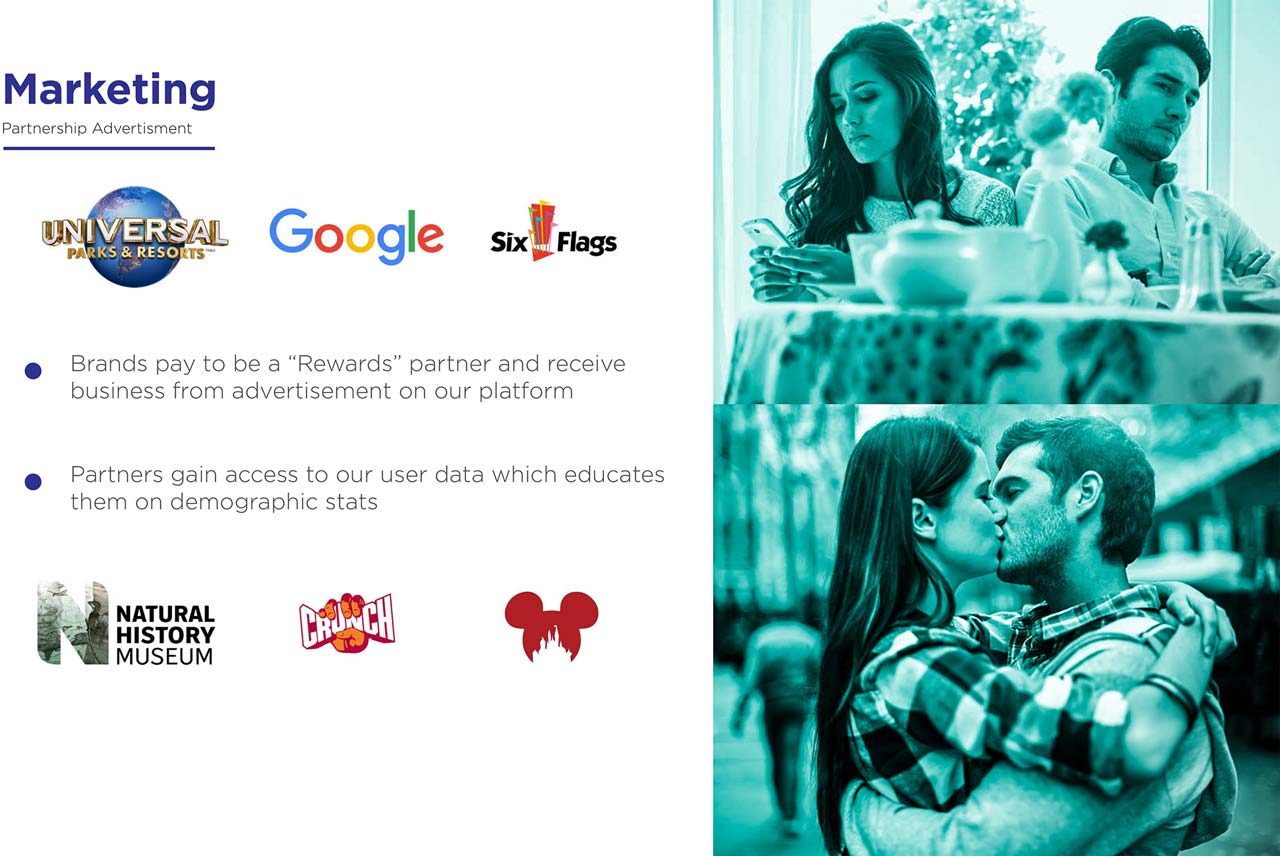 Marketing
Partnership Advertisment
UNIVERSAL
PARKS & RESORTS
Google
Six Flags
Brands pay to be a “Rewards” partner and receive
business from advertisement on our platform
Partners gain access to our user data which educates
them on demographic stats
N
NATURAL
HISTORY
MUSEUM
CRUNCH